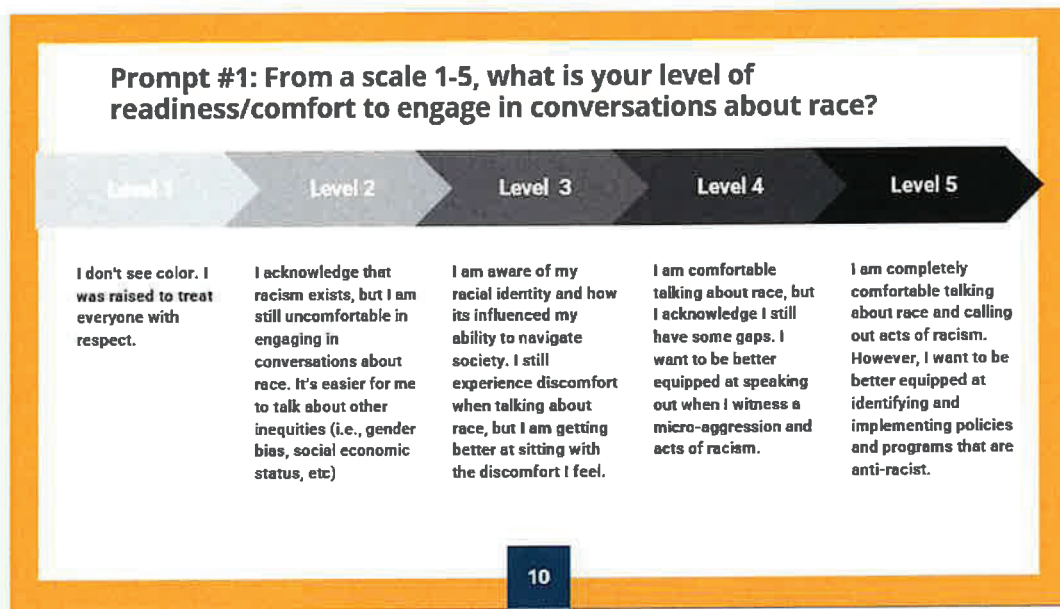 Prompt #1: From a scale 1-5, what is your level of
readiness/comfort to engage in conversations about race?
Level 1
Level 2
Level 3
Level 4
Level 5
I don't see color. I
was raised to treat
everyone with
respect.
I acknowledge that
racism exists, but I am
still uncomfortable in
engaging in
conversations about
race. It's easier for me
to talk about other
inequities (i.e., gender
bias, social economic
status, etc)
I am aware of my
racial identity and how
its influenced my
ability to navigate
society. I still
experience discomfort
when talking about
race, but I am getting
better at sitting with
the discomfort I feel.
I am comfortable
talking about race, but
I acknowledge I still
have some gaps. I
want to be better
equipped at speaking
out when I witness a
micro-aggression and
acts of racism.
I am completely
comfortable talking
about race and calling
out acts of racism.
However, I want to be
better equipped at
identifying and
implementing policies
and programs that are
anti-racist.
10